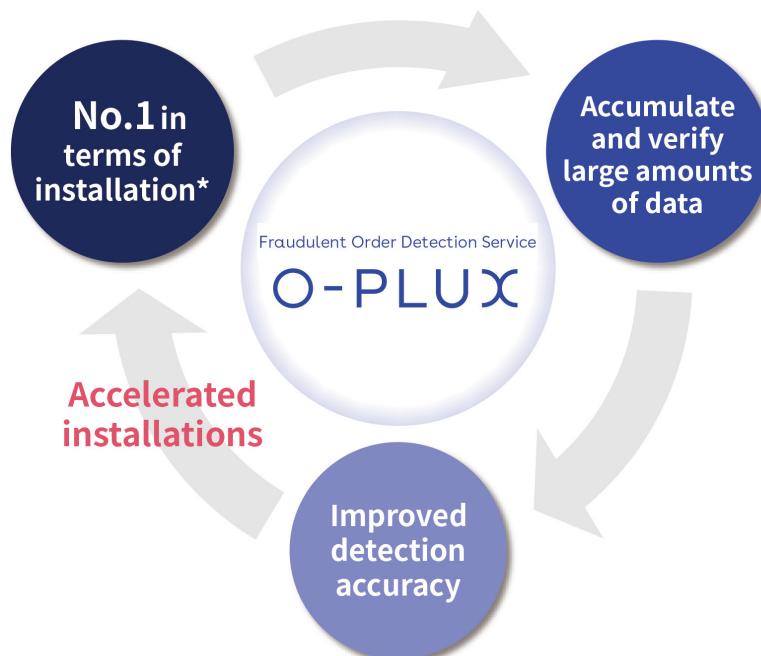 No.1 in
terms of
installation*
Accumulate
and verify
large amounts
of data
Fraudulent Order Detection Service
O-PLUX
Accelerated
installations
Improved
detection
accuracy